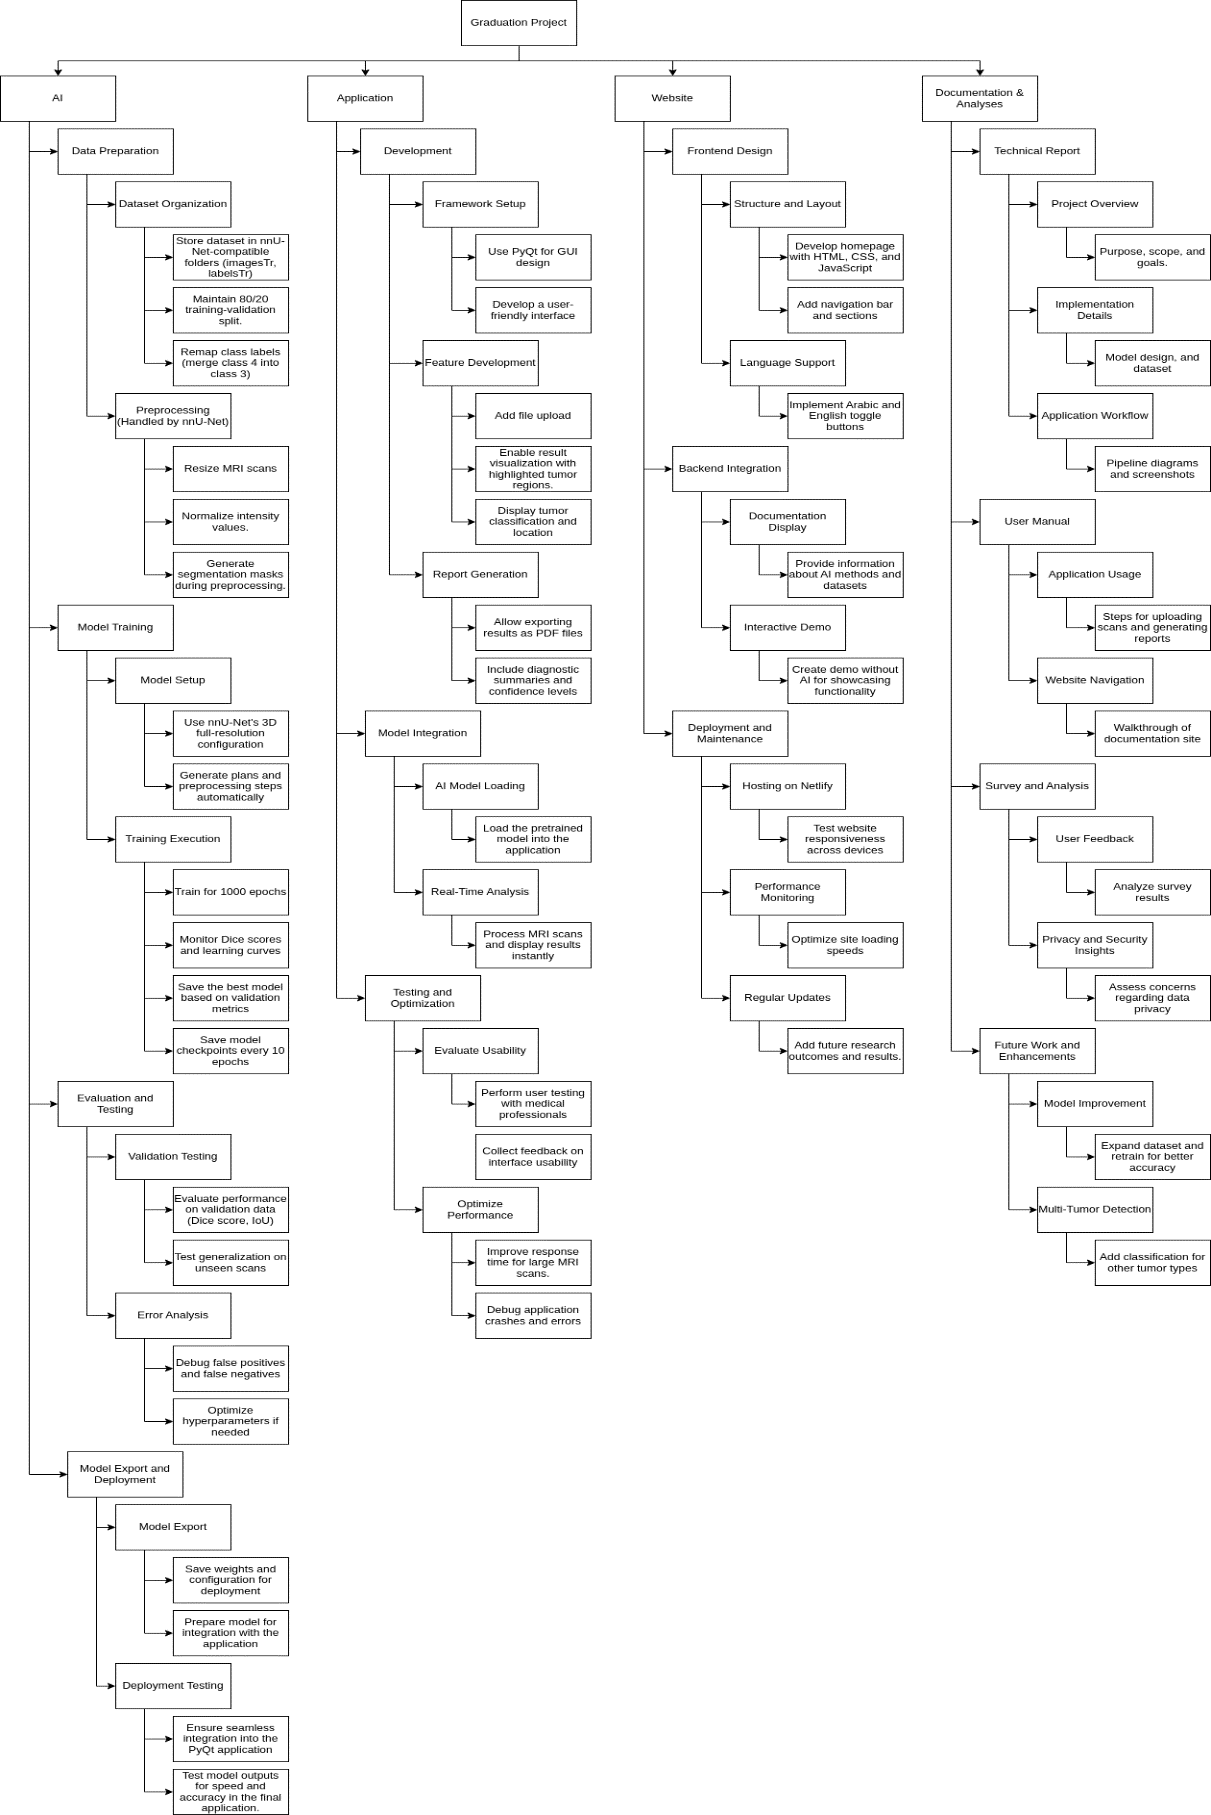 Graduation Project
AI
Data Preparation
Dataset Organization
Store dataset in nnU-
Net-compatible
folders (imagesTr,
labelsTr)
Maintain 80/20
training-validation
split.
Remap class labels
(merge class 4 into
class 3)
Preprocessing
(Handled by nnU-Net)
Resize MRI scans
Normalize intensity
values.
Generate
segmentation masks
during preprocessing.
Model Training
Model Setup
Use nnU-Net's 3D
full-resolution
configuration
Generate plans and
preprocessing steps
automatically
Training Execution
Train for 1000 epochs
Monitor Dice scores
and learning curves
Save the best model
based on validation
metrics
Save model
checkpoints every 10
epochs
Evaluation and
Testing
Validation Testing
Evaluate performance
on validation data
(Dice score, IoU)
Test generalization on
unseen scans
Error Analysis
Debug false positives
and false negatives
Optimize
hyperparameters if
needed
Model Export and
Deployment
Model Export
Save weights and
configuration for
deployment
Prepare model for
integration with the
application
Deployment Testing
Ensure seamless
integration into the
PyQt application
Test model outputs
for speed and
accuracy in the final
application.
Application
Development
Framework Setup
Use PyQt for GUI
design
Develop a user-
friendly interface
Feature Development
Add file upload
Enable result
visualization with
highlighted tumor
regions.
Display tumor
classification and
location
Report Generation
Allow exporting
results as PDF files
Include diagnostic
summaries and
confidence levels
Model Integration
AI Model Loading
Load the pretrained
model into the
application
Real-Time Analysis
Process MRI scans
and display results
instantly
Testing and
Optimization
Evaluate Usability
Perform user testing
with medical
professionals
Collect feedback on
interface usability
Optimize
Performance
Improve response
time for large MRI
scans.
Debug application
crashes and errors
Website
Frontend Design
Structure and Layout
Develop homepage
with HTML, CSS, and
JavaScript
Add navigation bar
and sections
Language Support
Implement Arabic and
English toggle
buttons
Backend Integration
Documentation
Display
Provide information
about AI methods and
datasets
Interactive Demo
Create demo without
AI for showcasing
functionality
Deployment and
Maintenance
Hosting on Netlify
Test website
responsiveness
across devices
Performance
Monitoring
Optimize site loading
speeds
Regular Updates
Add future research
outcomes and results.
Documentation &
Analyses
Technical Report
Project Overview
Purpose, scope, and
goals.
Implementation
Details
Model design, and
dataset
Application Workflow
Pipeline diagrams
and screenshots
User Manual
Application Usage
Steps for uploading
scans and generating
reports
Website Navigation
Walkthrough of
documentation site
Survey and Analysis
User Feedback
Analyze survey
results
Privacy and Security
Insights
Assess concerns
regarding data
privacy
Future Work and
Enhancements
Model Improvement
Expand dataset and
retrain for better
accuracy
Multi-Tumor Detection
Add classification for
other tumor types